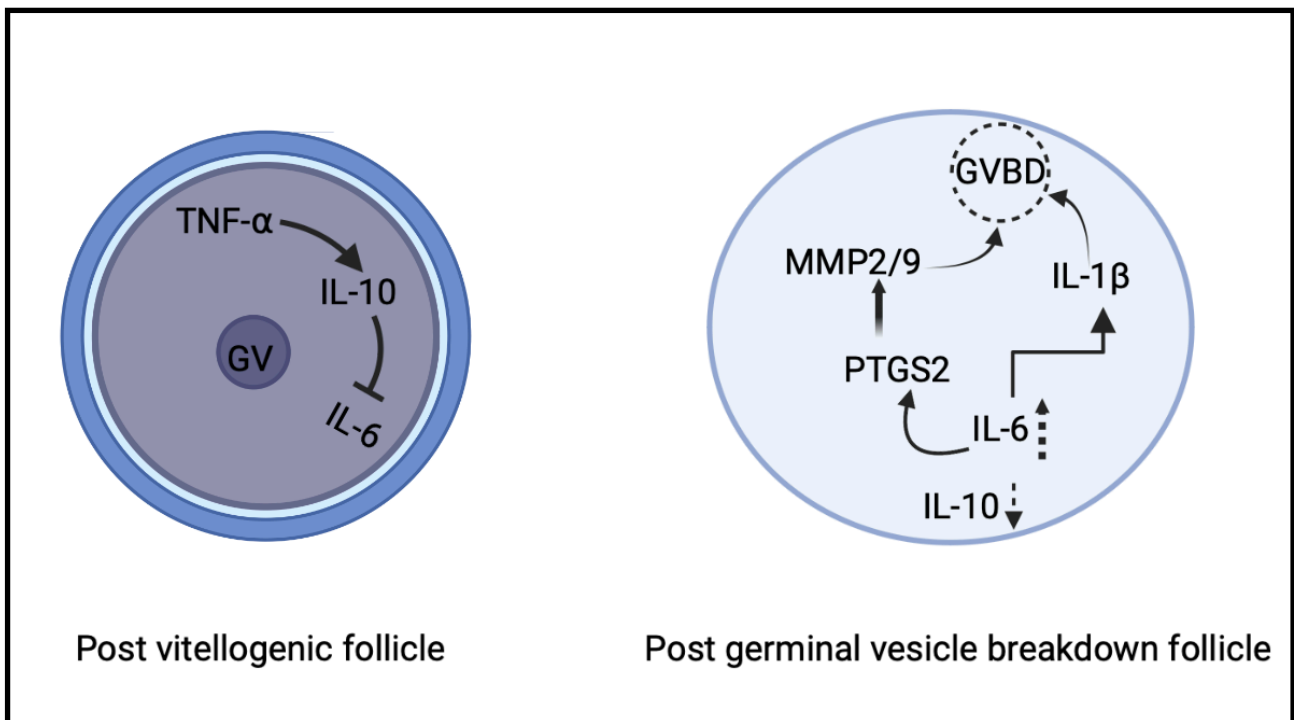 TNF-α
IL-10
GV
IL-6
Post vitellogenic follicle
GVBD
MMP2/9
IL-1β
PTGS2
IL-6
IL-10
Post germinal vesicle breakdown follicle